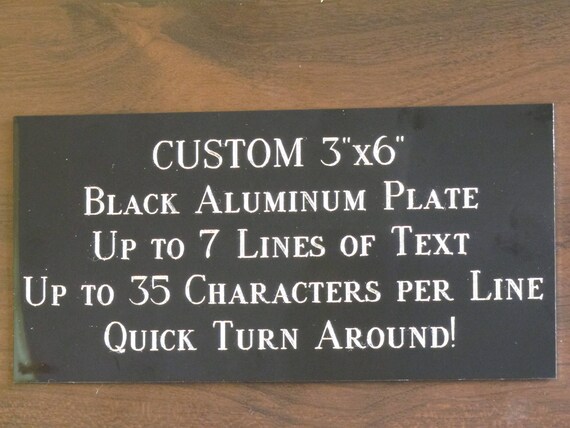 CUSTOM 3"x6"
Black Aluminum Plate
Up to 7 Lines of Text
Up to 35 Characters per Line
Quick Turn Around!